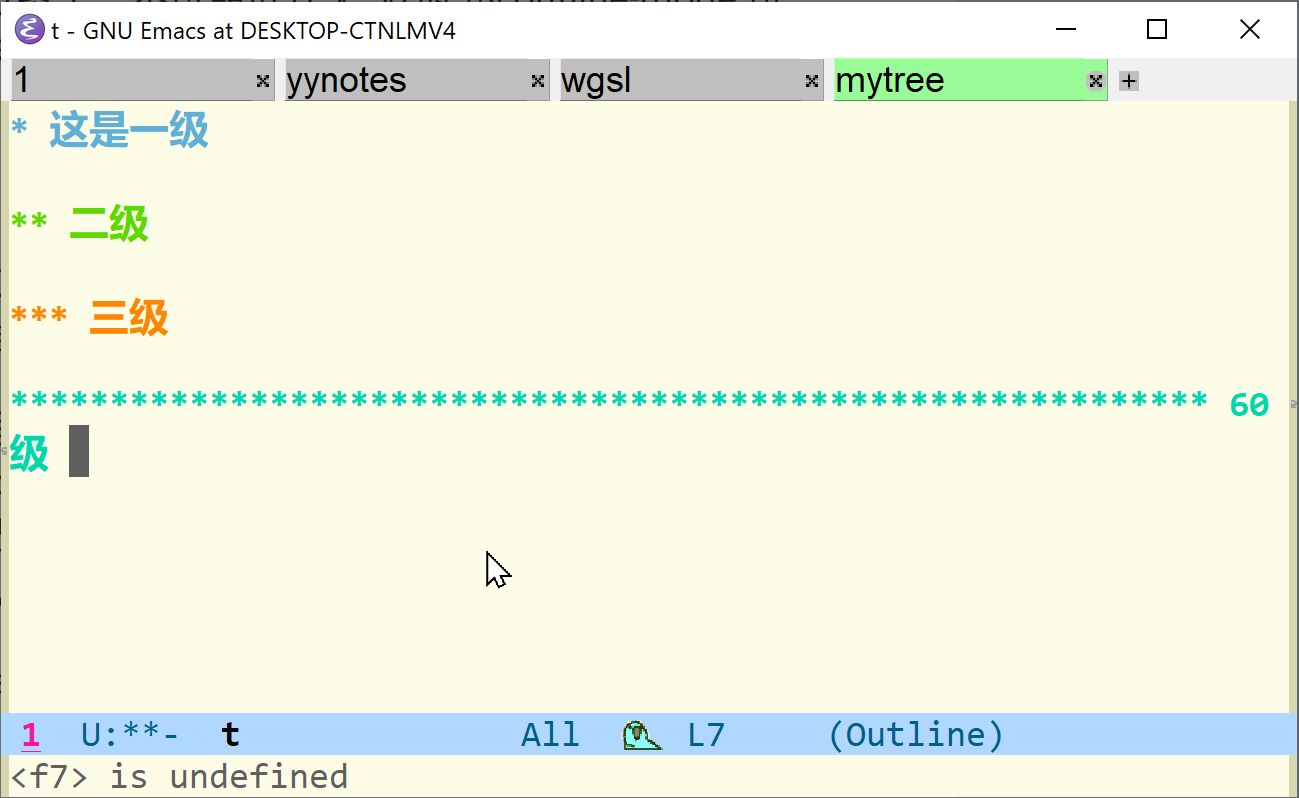 t - GNU Emacs at DESKTOP-CTNLMV4
1 yynotes wgsl mytree +
* 这是一级
** 二级
*** 三级
************************************************************ 60
级
1 U:**- t All L7 (Outline)
<f7> is undefined